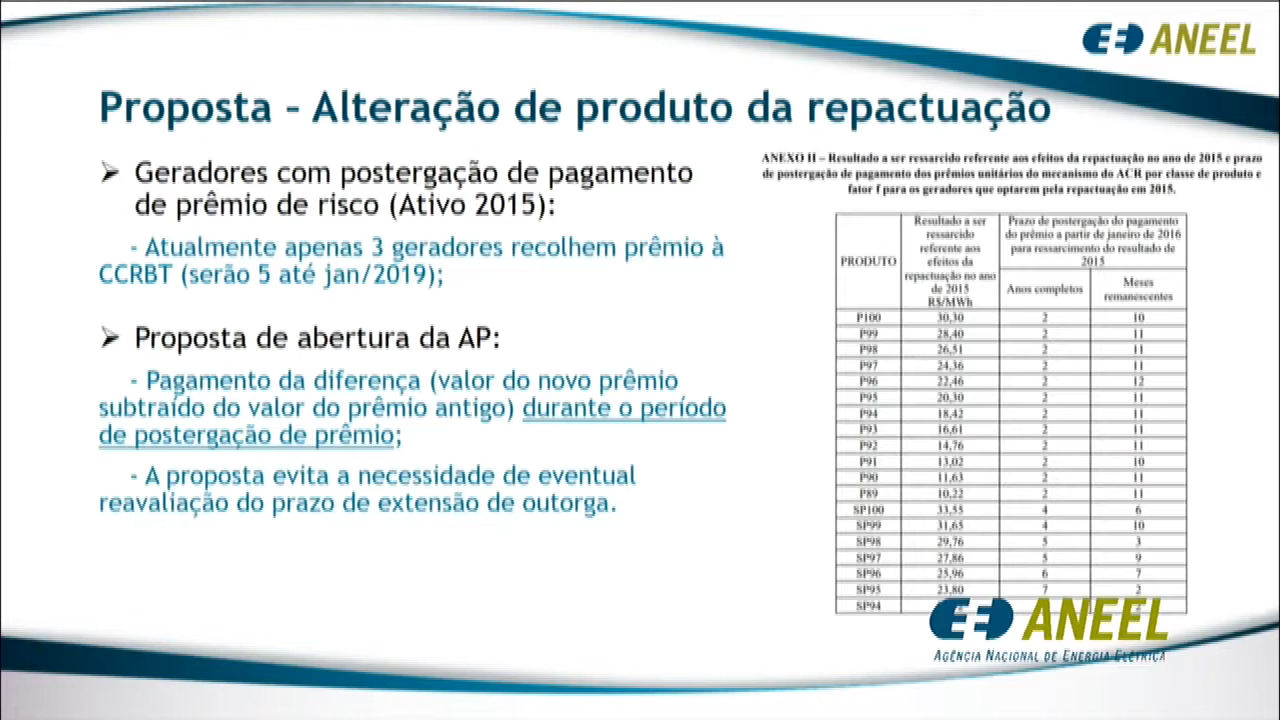 ANEEL
Proposta – Alteração de produto da repactuação
➢ Geradores com postergação de pagamento
de prêmio de risco (Ativo 2015):
- Atualmente apenas 3 geradores recolhem prêmio à
CCRBT (serão 5 até jan/2019);
➢ Proposta de abertura da AP:
- Pagamento da diferença (valor do novo prêmio
subtraído do valor do prêmio antigo) durante o período
de postergação de prêmio;
- A proposta evita a necessidade de eventual
reavaliação do prazo de extensão de outorga.
ANEXO II – Resultado a ser ressarcido referente aos efeitos da repactuação no ano de 2015 e prazo
de postergação de pagamento dos prêmios unitários do mecanismo do ACR por classe de produto e
fator f para os geradores que optarem pela repactuação em 2015.
PRODUTO
Resultado a ser
ressarcido
referente aos
efeitos da
repactuação no ano
de 2015
R$/MWh
Prazo de postergação do pagamento
do prêmio a partir de janeiro de 2016
para ressarcimento do resultado de
2015
Anos completos
Meses
remanescentes
P100 30,30 2 10
P99 28,40 2 11
P98 26,51 2 11
P97 24,36 2 11
P96 22,46 2 12
P95 20,30 2 11
P94 18,42 2 11
P93 16,61 2 11
P92 14,76 2 11
P91 13,02 2 10
P90 11,63 2 11
P89 10,22 2 11
SP100 33,55 4 6
SP99 31,65 4 10
SP98 29,76 5 3
SP97 27,86 5 9
SP96 25,96 6 7
SP95 23,80 7 2
SP94
ANEEL
AGÊNCIA NACIONAL DE ENERGIA ELÉTRICA